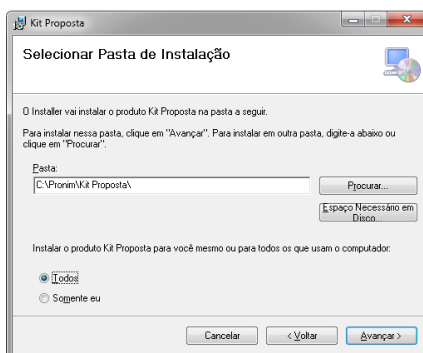 Kit Proposta
Selecionar Pasta de Instalação
O Installer vai instalar o produto Kit Proposta na pasta a seguir.
Para instalar nessa pasta, clique em "Avançar". Para instalar em outra pasta, digite-a abaixo ou
clique em "Procurar".
Pasta:
C:\Pronim\Kit Proposta\
Procurar...
Espaço Necessário em
Disco...
Instalar o produto Kit Proposta para você mesmo ou para todos os que usam o computador:
Todos
Somente eu
Cancelar
< Voltar
Avançar >